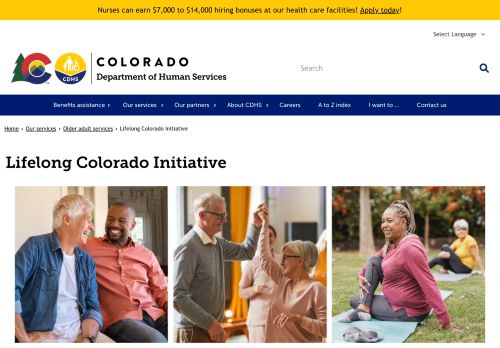 Nurses can earn $7,000 to $14,000 hiring bonuses at our health care facilities! Apply today!
Select Language
CDHS
COLORADO
Department of Human Services
Search
Benefits assistance › Our services › Our partners › About CDHS › Careers A to Z index I want to ... Contact us
Home › Our services › Older adult services › Lifelong Colorado Initiative
Lifelong Colorado Initiative